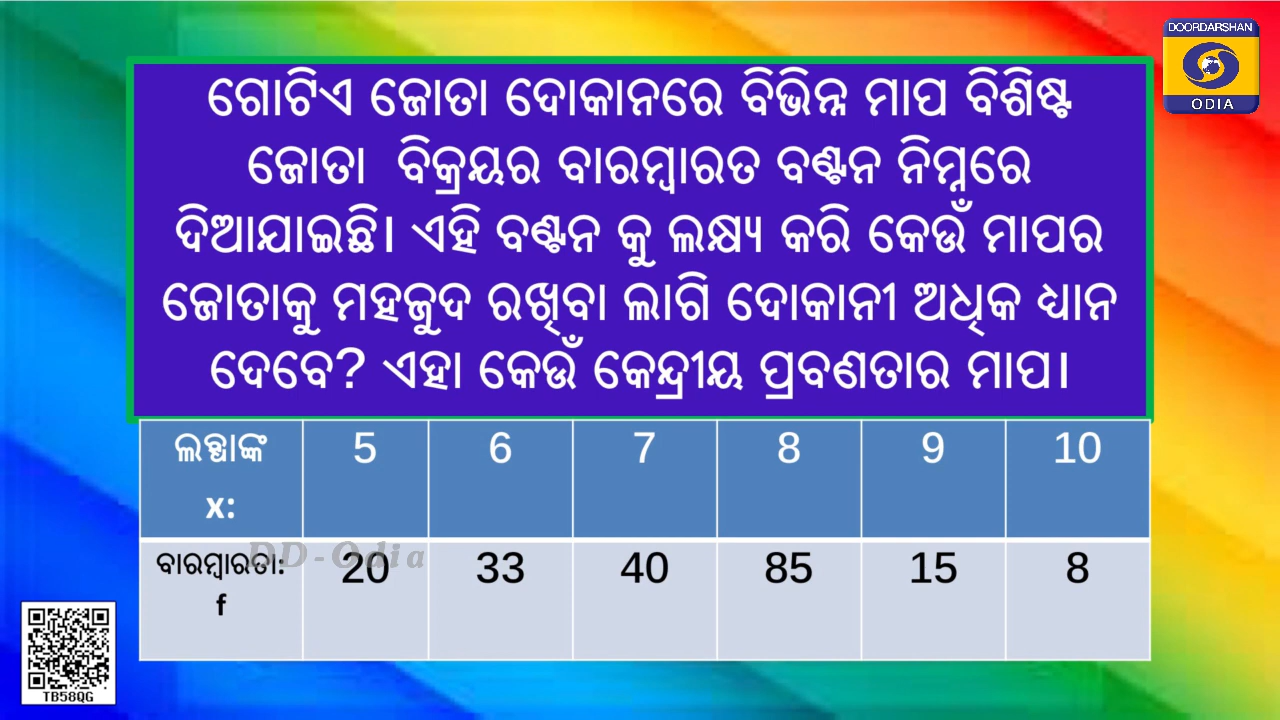 DOORDARSHAN
ODIA
ଗୋଟିଏ ଜୋତା ଦୋକାନରେ ବିଭିନ୍ନ ମାପ ବିଶିଷ୍ଟ
ଜୋତା ବିକ୍ରୟର ବାରମ୍ବାରତ ବଣ୍ଟନ ନିମ୍ନରେ
ଦିଆଯାଇଛି। ଏହି ବଣ୍ଟନ କୁ ଲକ୍ଷ୍ୟ କରି କେଉଁ ମାପର
ଜୋତାକୁ ମହଜୁଦ ରଖିବା ଲାଗି ଦୋକାନୀ ଅଧିକ ଧ୍ୟାନ
ଦେବେ? ଏହା କେଉଁ କେନ୍ଦ୍ରୀୟ ପ୍ରବଣତାର ମାପ।
ଲବ୍ଧାଙ୍କ x: 5 6 7 8 9 10
ବାରମ୍ବାରତା: f 20 33 40 85 15 8
DD-Odia
TB58QG